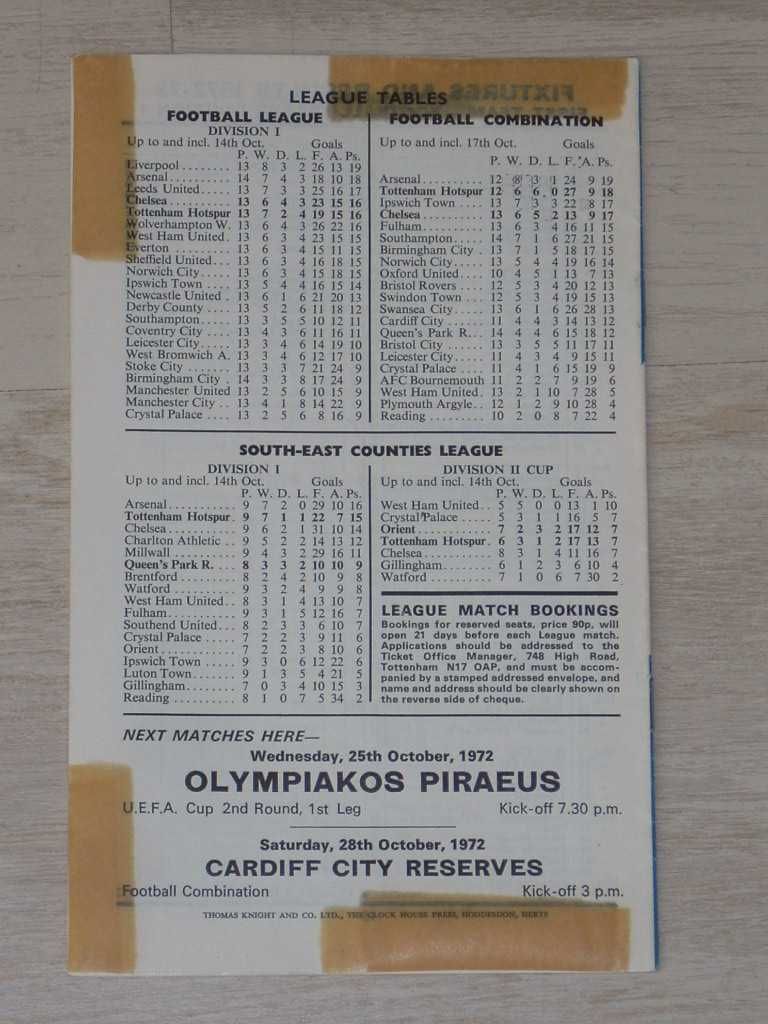 LEAGUE TABLES
FOOTBALL LEAGUE
DIVISION I
Up to and incl. 14th Oct. Goals
P. W. D. L. F. A. Ps.
Liverpool ........ 13 8 3 2 26 13 19
Arsenal .......... 14 7 4 3 18 10 18
Leeds United...... 13 7 3 3 25 16 17
Chelsea .......... 13 6 4 3 23 15 16
Tottenham Hotspur 13 7 2 4 19 15 16
Wolverhampton W. 13 6 4 3 26 22 16
West Ham United. 13 6 3 4 23 15 15
Everton ......... 13 6 3 4 15 11 15
Sheffield United... 13 6 3 4 16 18 15
Norwich City..... 13 6 3 4 15 18 15
Ipswich Town .... 13 5 4 4 16 15 14
Newcastle United . 13 6 1 6 21 20 13
Derby County .... 13 5 2 6 11 18 12
Southampton...... 13 3 5 5 10 12 11
Coventry City .... 13 4 3 6 11 16 11
Leicester City..... 13 3 4 6 14 19 10
West Bromwich A. 13 3 4 6 12 17 10
Stoke City ....... 13 3 3 7 21 24 9
Birmingham City . 14 3 3 8 17 24 9
Manchester United 13 2 5 6 10 15 9
Manchester City .. 13 4 1 8 14 22 9
Crystal Palace .... 13 2 5 6 8 16 9
FOOTBALL COMBINATION
Up to and incl. 17th Oct. Goals
P. W. D. L. F. A. Ps.
Arsenal .......... 12 8 3 1 24 9 19
Tottenham Hotspur 12 6 6 0 27 9 18
Ipswich Town .... 13 7 3 3 22 8 17
Chelsea .......... 13 6 5 2 13 9 17
Fulham........... 13 6 3 4 16 11 15
Southampton..... 14 7 1 6 27 21 15
Birmingham City . 13 7 1 5 18 17 15
Norwich City..... 13 5 4 4 19 16 14
Oxford United.... 10 4 5 1 13 7 13
Bristol Rovers .... 12 5 3 4 20 12 13
Swindon Town ... 12 5 3 4 19 15 13
Swansea City ..... 13 6 1 6 26 28 13
Cardiff City ...... 11 4 4 3 14 13 12
Queen's Park R... 14 4 4 6 15 18 12
Bristol City ...... 13 3 5 5 11 17 11
Leicester City..... 11 4 3 4 9 15 11
Crystal Palace .... 11 4 1 6 15 19 9
AFC Bournemouth 11 2 2 7 9 19 6
West Ham United. 13 2 1 10 7 28 5
Plymouth Argyle.. 12 1 2 9 10 28 4
Reading .......... 10 2 0 8 7 22 4
SOUTH-EAST COUNTIES LEAGUE
DIVISION I
Up to and incl. 14th Oct. Goals
P. W. D. L. F. A. Ps.
Arsenal........... 9 7 2 0 29 10 16
Tottenham Hotspur. 9 7 1 1 22 7 15
Chelsea........... 9 6 2 1 31 10 14
Charlton Athletic .. 9 5 2 2 14 13 12
Millwall .......... 9 4 3 2 29 16 11
Queen's Park R. ... 8 3 3 2 10 10 9
Brentford ......... 8 2 4 2 10 9 8
Watford .......... 9 3 2 4 9 9 8
West Ham United.. 8 3 1 4 13 10 7
Fulham........... 9 3 1 5 12 16 7
Southend United... 8 2 3 3 6 10 7
Crystal Palace .... 7 2 2 3 9 11 6
Orient............ 7 2 2 3 8 10 6
Ipswich Town .... 9 3 0 6 12 22 6
Luton Town....... 9 1 3 5 4 21 5
Gillingham........ 7 0 3 4 10 15 3
Reading .......... 8 1 0 7 5 34 2
DIVISION II CUP
Up to and incl. 14th Oct. Goals
P. W. D. L. F. A. Ps.
West Ham United.. 5 5 0 0 13 1 10
Crystal Palace .... 5 3 1 1 16 5 7
Orient ........... 7 2 3 2 17 12 7
Tottenham Hotspur. 6 3 1 2 17 13 7
Chelsea........... 8 3 1 4 11 16 7
Gillingham........ 6 1 2 3 6 10 4
Watford .......... 7 1 0 6 7 30 2
LEAGUE MATCH BOOKINGS
Bookings for reserved seats, price 90p, will
open 21 days before each League match.
Applications should be addressed to the
Ticket Office Manager, 748 High Road,
Tottenham N17 OAP, and must be accom-
panied by a stamped addressed envelope, and
name and address should be clearly shown on
the reverse side of cheque.
NEXT MATCHES HERE—
Wednesday, 25th October, 1972
OLYMPIAKOS PIRAEUS
U.E.F.A. Cup 2nd Round, 1st Leg Kick-off 7.30 p.m.
Saturday, 28th October, 1972
CARDIFF CITY RESERVES
Football Combination Kick-off 3 p.m.
THOMAS KNIGHT AND CO. LTD., THE CLOCK HOUSE PRESS, HODDESDON, HERTS